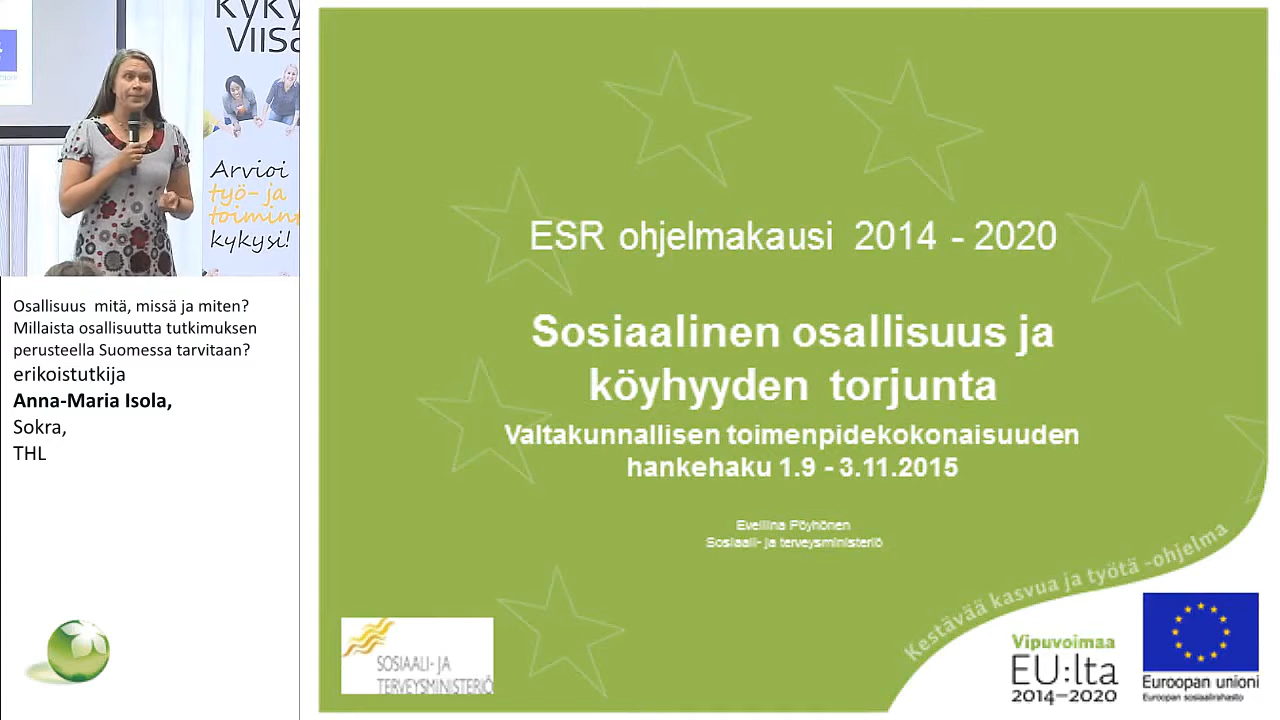 VIIS
Arvioi
työ- ja
toimin
kykysi!
Osallisuus mitä, missä ja miten?
Millaista osallisuutta tutkimuksen
perusteella Suomessa tarvitaan?
erikoistutkija
Anna-Maria Isola,
Sokra,
THL
ESR ohjelmakausi 2014 - 2020
Sosiaalinen osallisuus ja
köyhyyden torjunta
Valtakunnallisen toimenpidekokonaisuuden
hankehaku 1.9 - 3.11.2015
Eveliina Pöyhönen
Sosiaali- ja terveysministeriö
SOSIAALI- JA
TERVEYSMINISTERIÖ
Kestävää kasvua ja työtä -ohjelma
Vipuvoimaa
EU:lta
2014–2020
Euroopan unioni
Euroopan sosiaalirahasto